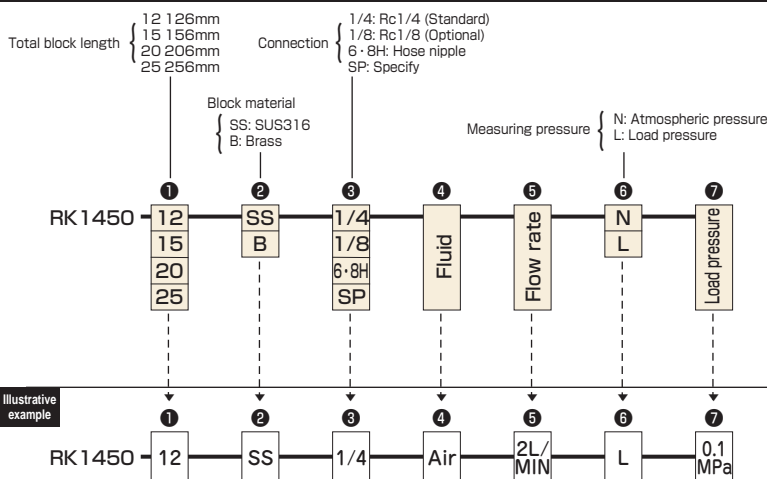 Total block length { 12 126mm
15 156mm
20 206mm
25 256mm
Connection { 1/4: Rc1/4 (Standard)
1/8: Rc1/8 (Optional)
6・8H: Hose nipple
SP: Specify
Block material
{ SS: SUS316
B: Brass
Measuring pressure { N: Atmospheric pressure
L: Load pressure
❶ ❷ ❸ ❹ ❺ ❻ ❼
RK1450 12 SS 1/4 Fluid Flow rate N Load pressure
15 B 1/8 L
20 6・8H
25 SP
Illustrative
example
❶ ❷ ❸ ❹ ❺ ❻ ❼
RK1450 12 SS 1/4 Air 2L/ L 0.1
MIN MPa